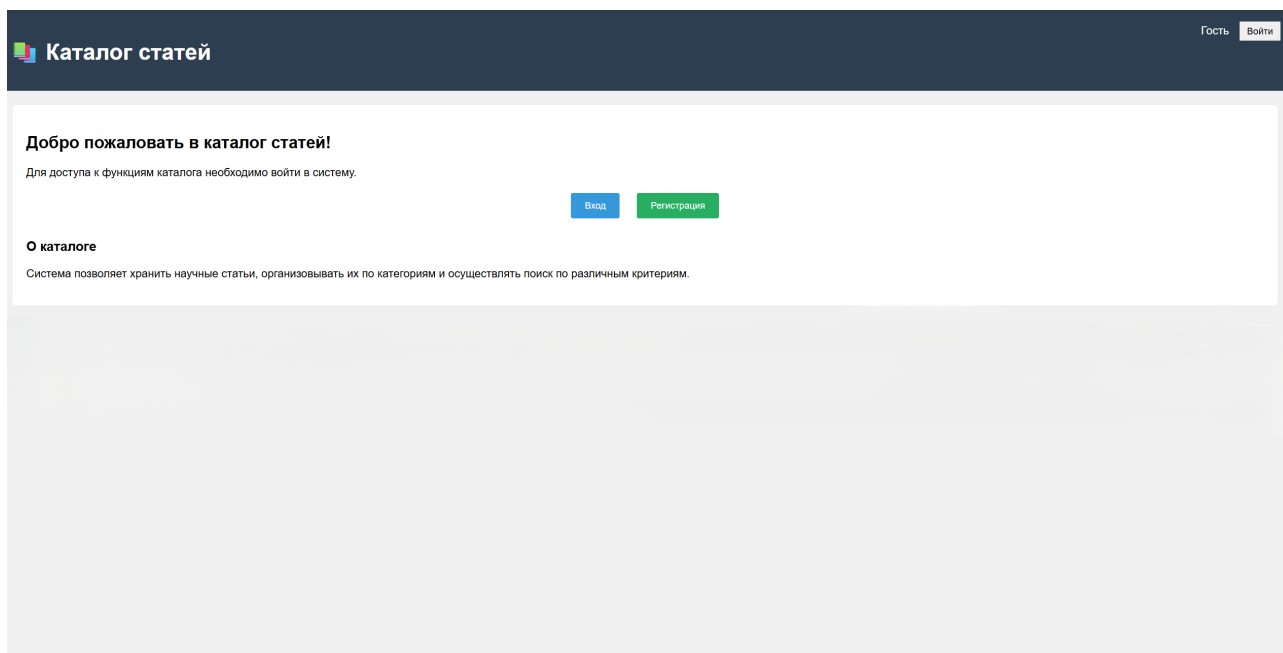 Гость Войти
Каталог статей
Добро пожаловать в каталог статей!
Для доступа к функциям каталога необходимо войти в систему.
Вход Регистрация
О каталоге
Система позволяет хранить научные статьи, организовывать их по категориям и осуществлять поиск по различным критериям.